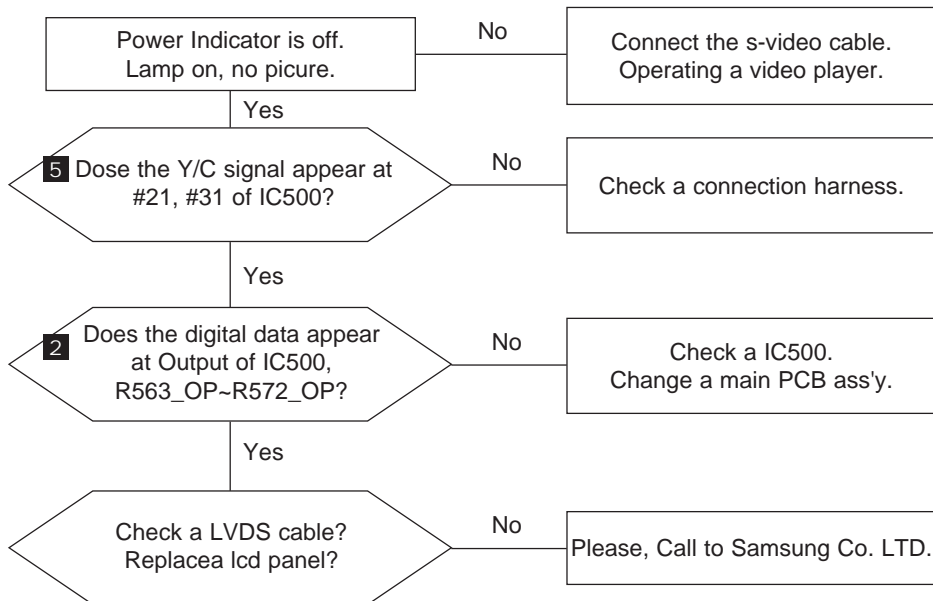 Power Indicator is off.
Lamp on, no picure.
No
Connect the s-video cable.
Operating a video player.
Yes
5 Dose the Y/C signal appear at
#21, #31 of IC500?
No
Check a connection harness.
Yes
2 Does the digital data appear
at Output of IC500,
R563_OP~R572_OP?
No
Check a IC500.
Change a main PCB ass'y.
Yes
Check a LVDS cable?
Replacea lcd panel?
No
Please, Call to Samsung Co. LTD.